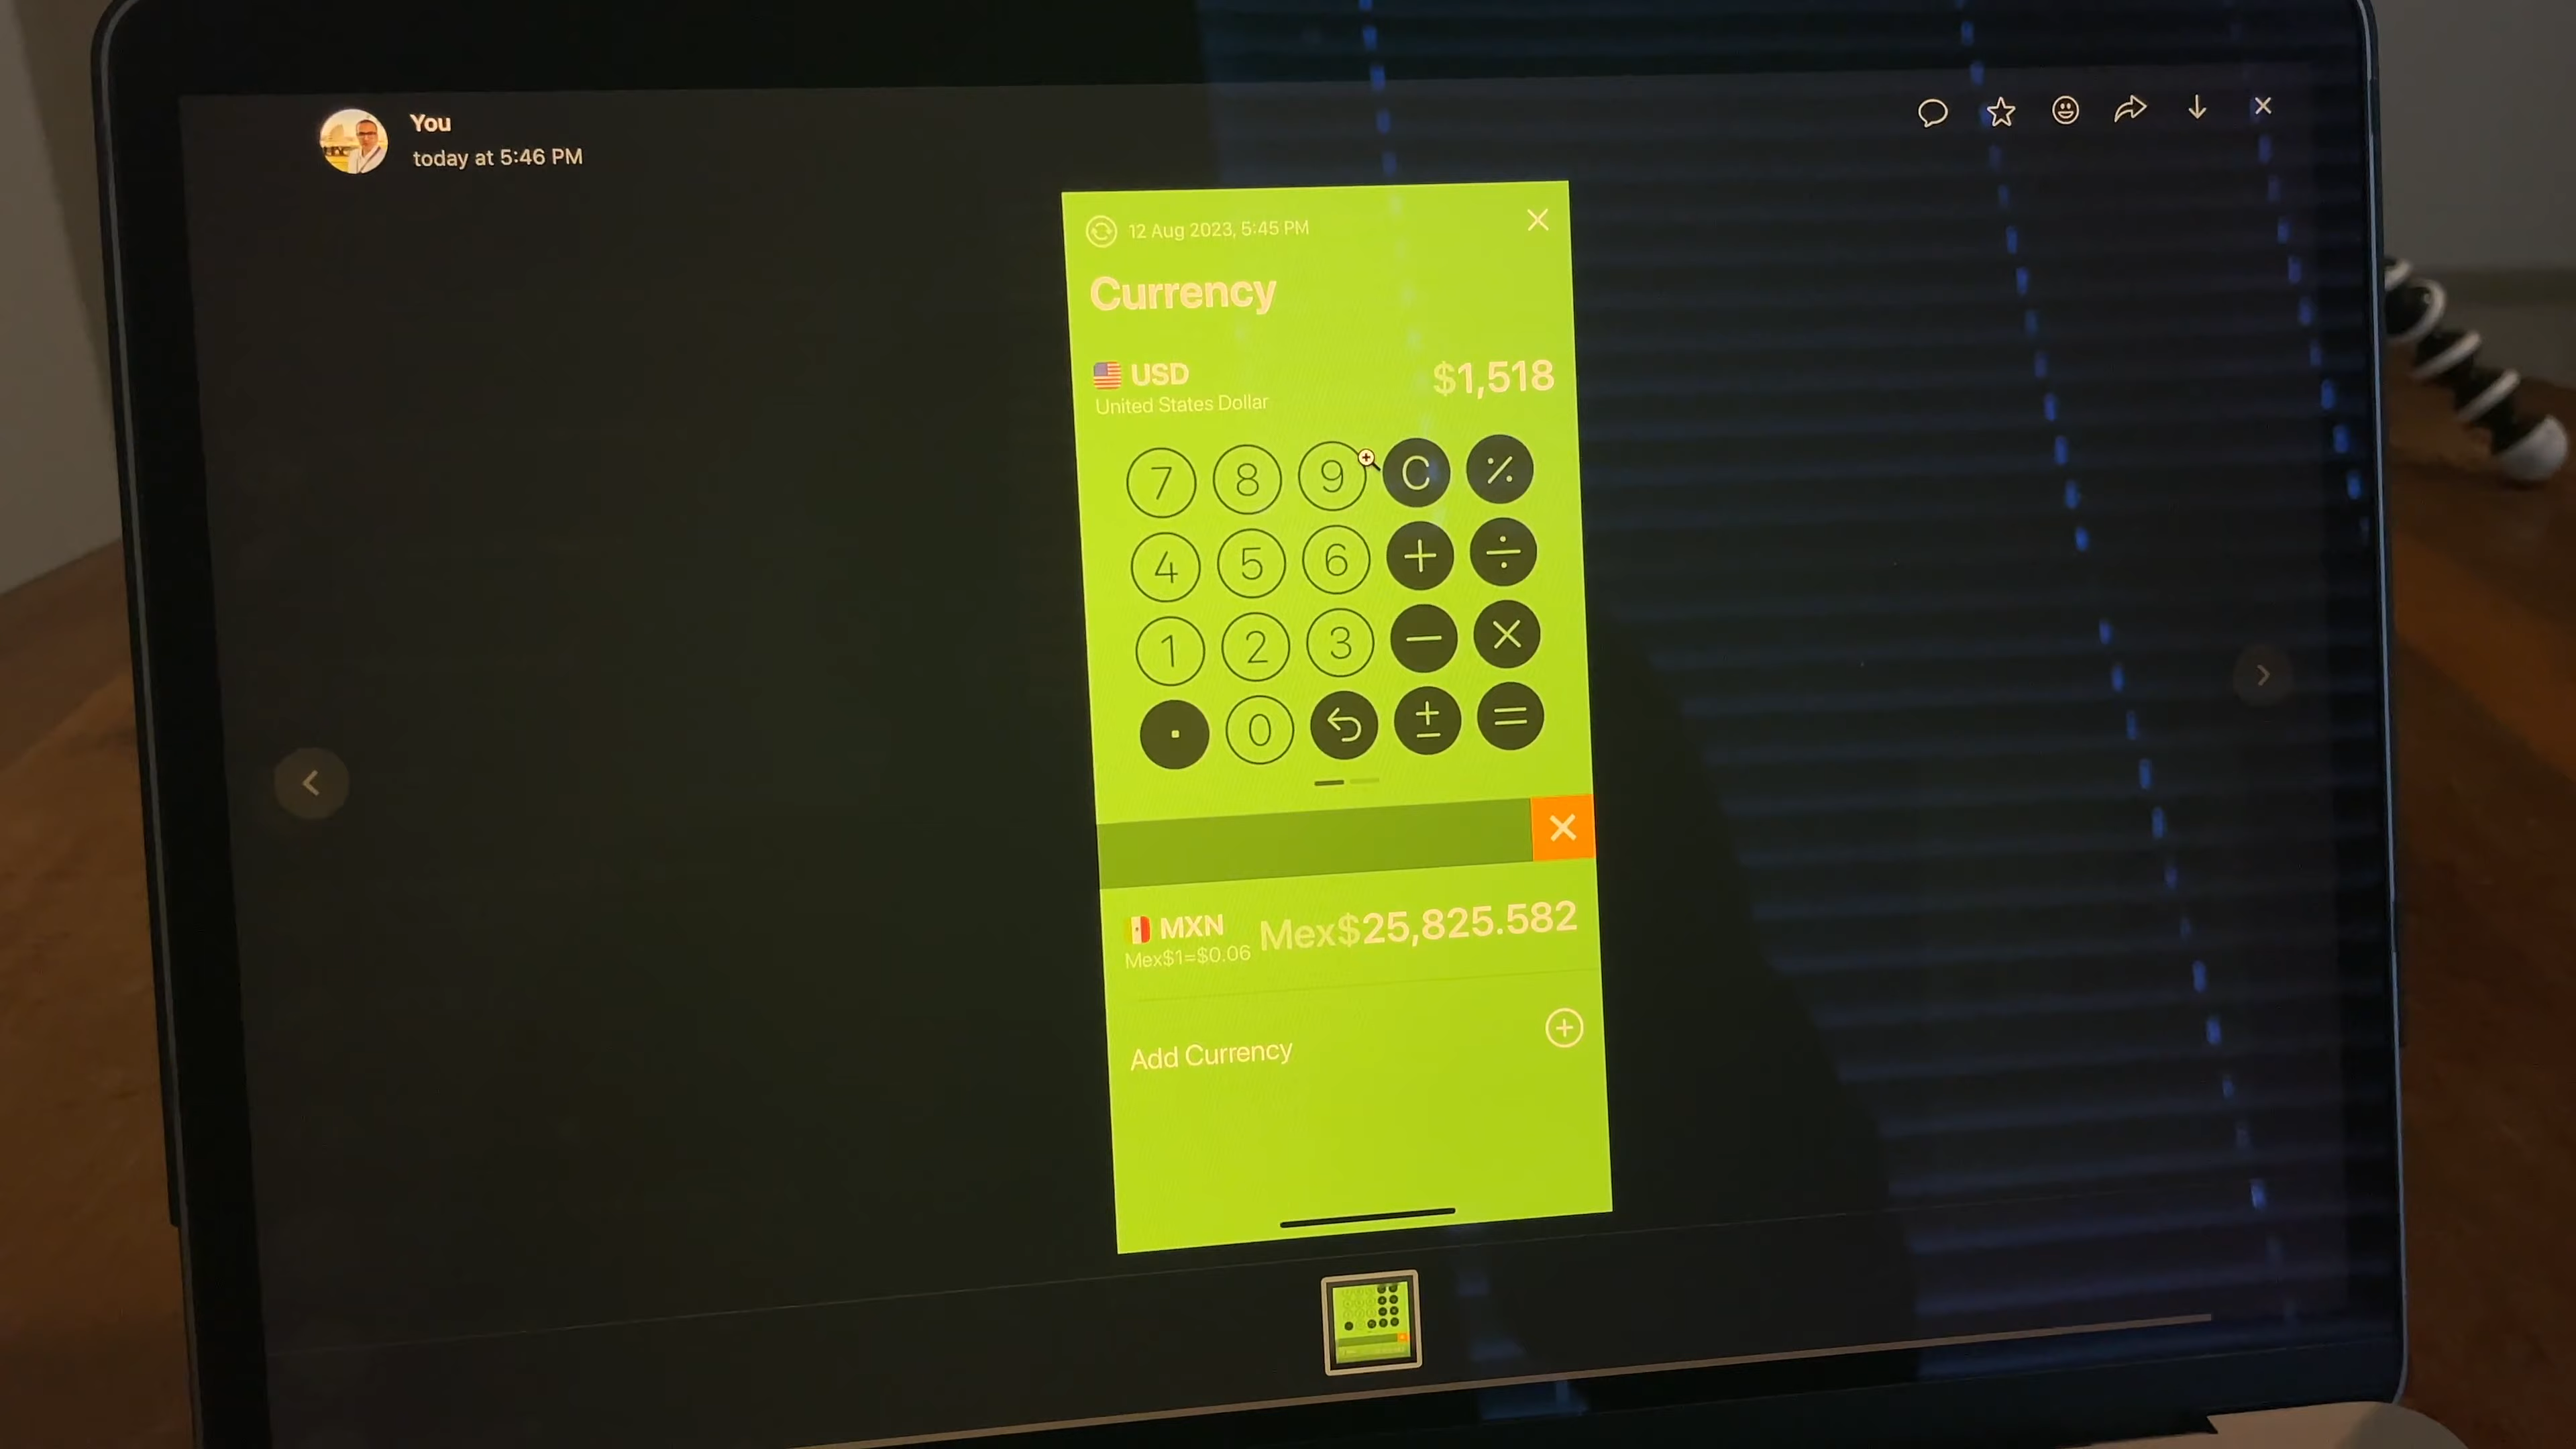 You
today at 5:46 PM
12 Aug 2023, 5:45 PM
Currency
USD
$1,518
United States Dollar
7 8 9 C %
4 5 6 + ÷
1 2 3 − ×
. 0 ± =
MXN
Mex$25,825.582
Mex$1=$0.06
Add Currency